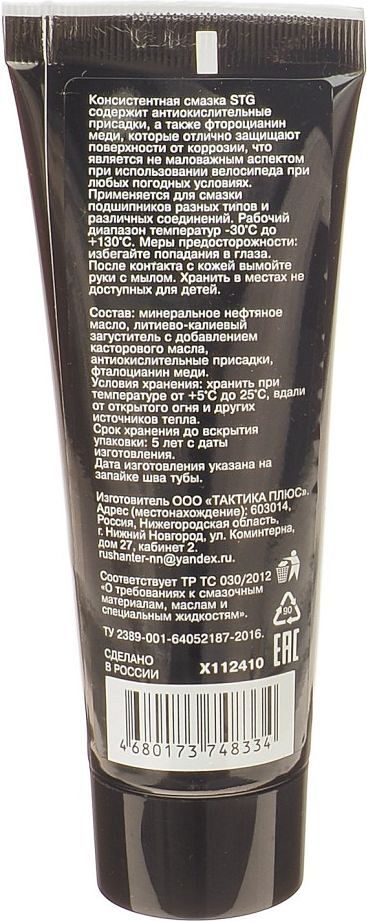 Консистентная смазка STG
содержит антиокислительные
присадки, а также фтороцианин
меди, которые отлично защищают
поверхности от коррозии, что
является не маловажным аспектом
при использовании велосипеда при
любых погодных условиях.
Применяется для смазки
подшипников разных типов и
различных соединений. Рабочий
диапазон температур -30°C до
+130°C. Меры предосторожности:
избегайте попадания в глаза.
После контакта с кожей вымойте
руки с мылом. Хранить в местах не
доступных для детей.
Состав: минеральное нефтяное
масло, литиево-калиевый
загуститель с добавлением
касторового масла,
антиокислительные присадки,
фталоцианин меди.
Условия хранения: хранить при
температуре от +5°C до 25°C, вдали
от открытого огня и других
источников тепла.
Срок хранения до вскрытия
упаковки: 5 лет с даты
изготовления.
Дата изготовления указана на
запайке шва тубы.
Изготовитель ООО «ТАКТИКА ПЛЮС».
Адрес (местонахождение): 603014,
Россия, Нижегородская область,
г. Нижний Новгород, ул. Коминтерна,
дом 27, кабинет 2.
rushanter-nn@yandex.ru
Соответствует ТР ТС 030/2012
«О требованиях к смазочным
материалам, маслам и
специальным жидкостям».
90
ТУ 2389-001-64052187-2016.
EAC
СДЕЛАНО
В РОССИИ
X112410
4 680173 748334